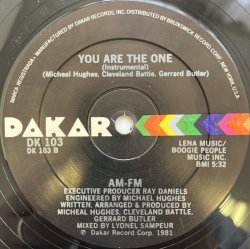 MARCA REGISTRADA • MANUFACTURED BY DAKAR RECORDS, INC. DISTRIBUTED BY BRUNSWICK RECORD CORP. NEW YORK, U.S.A.
YOU ARE THE ONE
(Instrumental)
(Micheal Hughes, Cleveland Battle, Gerrard Butler)
DAKAR
DK 103
DK 103 B
LENA MUSIC/
BOOGIE PEOPLE
MUSIC INC.
BMI 5:32
AM-FM
EXECUTIVE PRODUCER RAY DANIELS
ENGINEERED BY MICHAEL HUGHES
WRITTEN, ARRANGED & PRODUCED BY
MICHEAL HUGHES, CLEVELAND BATTLE,
GERRARD BUTLER
MIXED BY LYONEL SAMPEUR
© Dakar Record Corp. 1981